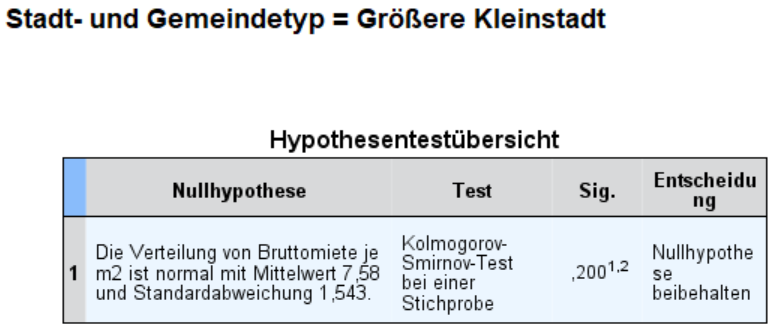 Stadt- und Gemeindetyp = Größere Kleinstadt
Hypothesentestübersicht
Nullhypothese Test Sig. Entscheidu
ng
1 Die Verteilung von Bruttomiete je
m2 ist normal mit Mittelwert 7,58
und Standardabweichung 1,543.
Kolmogorov-
Smirnov-Test
bei einer
Stichprobe
,200¹,²
Nullhypothe
se
beibehalten